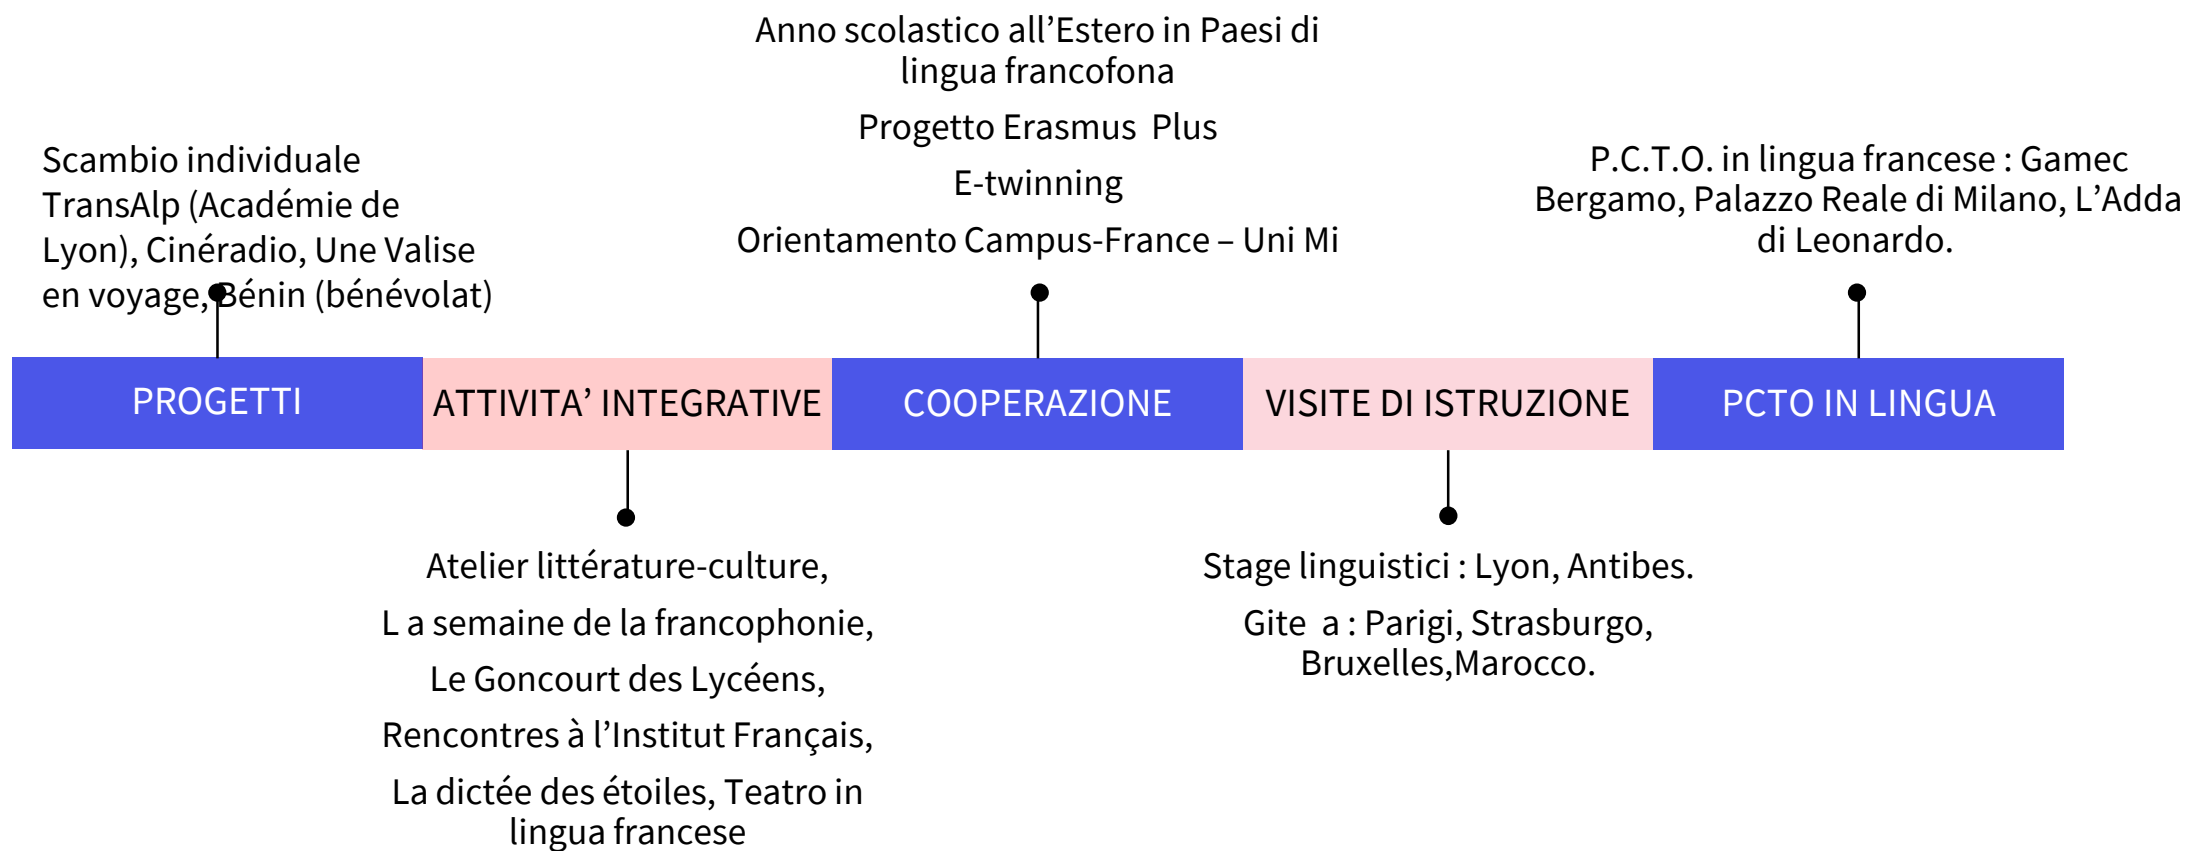 Anno scolastico all’Estero in Paesi di
lingua francofona
Progetto Erasmus  Plus
E-twinning
Orientamento Campus-France – Uni Mi
Scambio individuale
TransAlp (Académie de
Lyon), Cinéradio, Une Valise
en voyage, Bénin (bénévolat)
P.C.T.O. in lingua francese : Gamec
Bergamo, Palazzo Reale di Milano, L’Adda
di Leonardo.
PROGETTI
ATTIVITA’ INTEGRATIVE
COOPERAZIONE
VISITE DI ISTRUZIONE
PCTO IN LINGUA
Atelier littérature-culture,
L a semaine de la francophonie,
Le Goncourt des Lycéens,
Rencontres à l’Institut Français,
La dictée des étoiles, Teatro in
lingua francese
Stage linguistici : Lyon, Antibes.
Gite  a : Parigi, Strasburgo,
Bruxelles,Marocco.